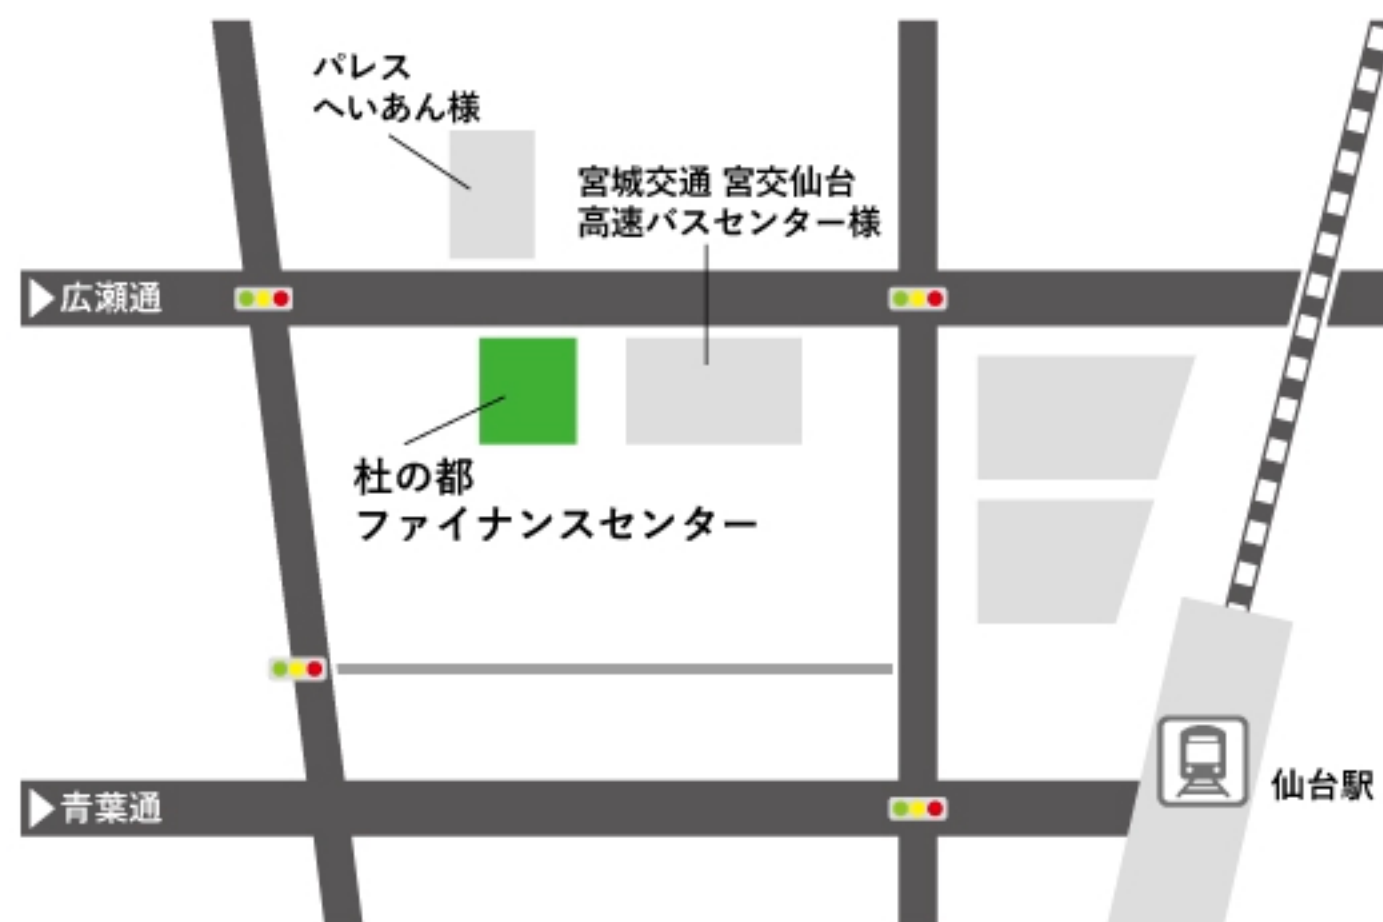 パレス
へいあん様
宮城交通 宮交仙台
高速バスセンター様
広瀬通
杜の都
ファイナンスセンター
青葉通
仙台駅